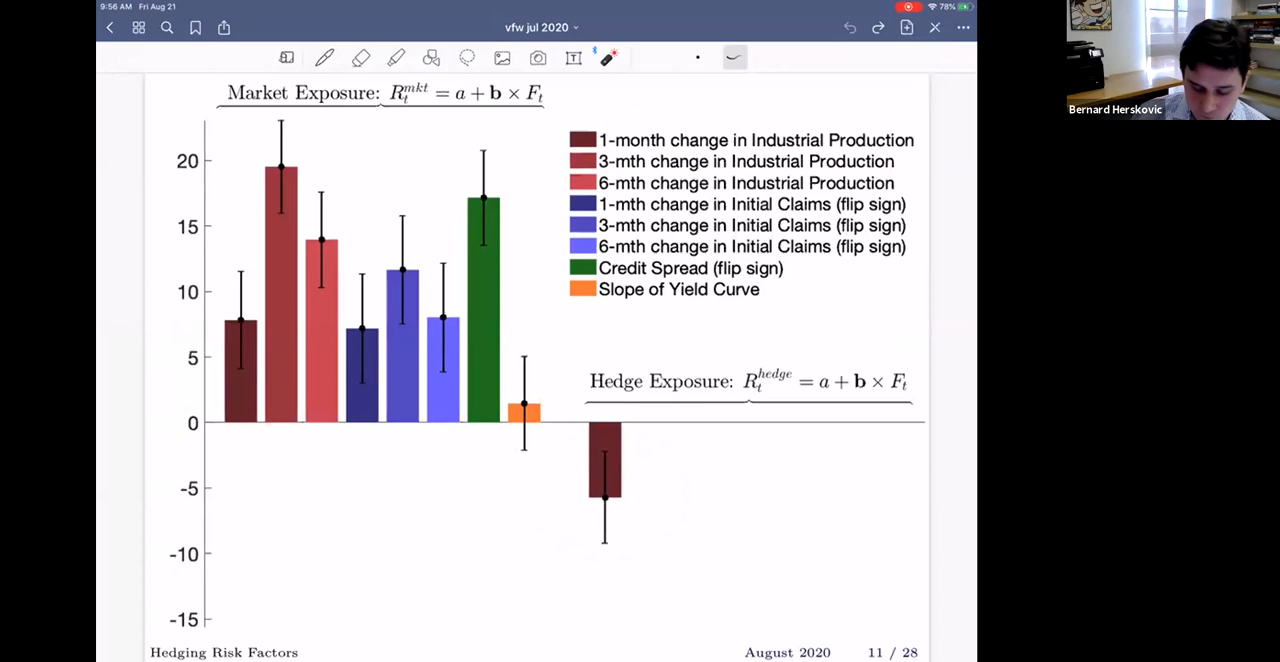 9:56 AM Fri Aug 21
78%
vfw jul 2020
T
Market Exposure: R_t^{mkt} = a + b × F_t
20
15
10
5
0
-5
-10
-15
1-month change in Industrial Production
3-mth change in Industrial Production
6-mth change in Industrial Production
1-mth change in Initial Claims (flip sign)
3-mth change in Initial Claims (flip sign)
6-mth change in Initial Claims (flip sign)
Credit Spread (flip sign)
Slope of Yield Curve
Hedge Exposure: R_t^{hedge} = a + b × F_t
Hedging Risk Factors
August 2020
11 / 28
Bernard Herskovic